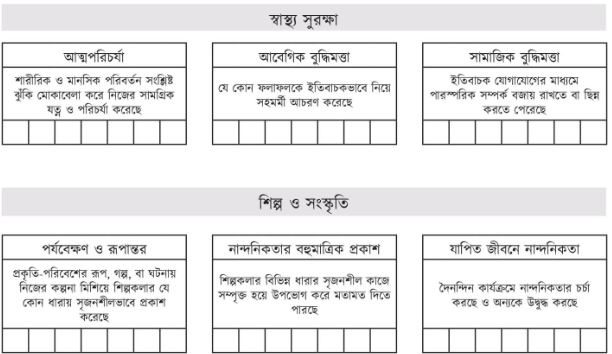 স্বাস্থ্য সুরক্ষা
আত্মপরিচর্যা
শারীরিক ও মানসিক পরিবর্তন সংশ্লিষ্ট
ঝুঁকি মোকাবেলা করে নিজের সামগ্রিক
যত্ন ও পরিচর্যা করেছে
আবেগিক বুদ্ধিমত্তা
যে কোন ফলাফলকে ইতিবাচকভাবে নিয়ে
সহমর্মী আচরণ করেছে
সামাজিক বুদ্ধিমত্তা
ইতিবাচক যোগাযোগের মাধ্যমে
পারস্পরিক সম্পর্ক বজায় রাখতে বা ছিন্ন
করতে পেরেছে
শিল্প ও সংস্কৃতি
পর্যবেক্ষণ ও রূপান্তর
প্রকৃতি-পরিবেশের রূপ, গল্প, বা ঘটনায়
নিজের কল্পনা মিশিয়ে শিল্পকলার যে
কোন ধারায় সৃজনশীলভাবে প্রকাশ
করেছে
নান্দনিকতার বহুমাত্রিক প্রকাশ
শিল্পকলার বিভিন্ন ধারার সৃজনশীল কাজে
সম্পৃক্ত হয়ে উপভোগ করে মতামত দিতে
পারছে
যাপিত জীবনে নান্দনিকতা
দৈনন্দিন কার্যক্রমে নান্দনিকতার চর্চা
করছে ও অন্যকে উদ্বুদ্ধ করছে